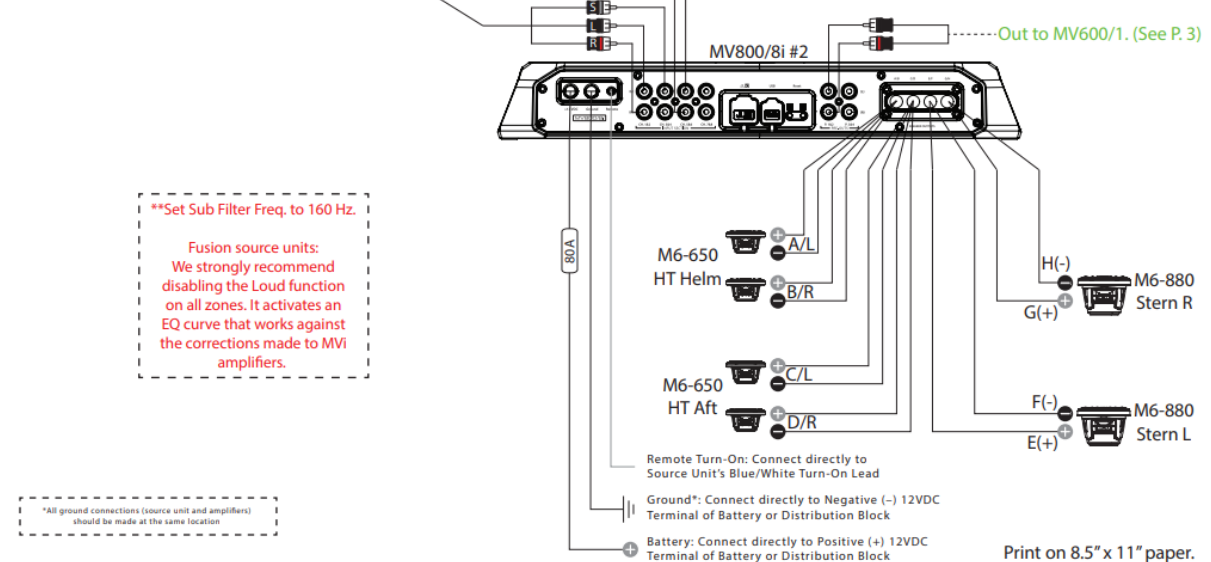 S
L
R
Out to MV600/1. (See P. 3)
MV800/8i #2
**Set Sub Filter Freq. to 160 Hz.
Fusion source units:
We strongly recommend
disabling the Loud function
on all zones. It activates an
EQ curve that works against
the corrections made to MVi
amplifiers.
80A
M6-650
HT Helm
A/L
B/R
H(-)
G(+)
M6-880
Stern R
M6-650
HT Aft
C/L
D/R
F(-)
E(+)
M6-880
Stern L
Remote Turn-On: Connect directly to
Source Unit's Blue/White Turn-On Lead
Ground*: Connect directly to Negative (–) 12VDC
Terminal of Battery or Distribution Block
Battery: Connect directly to Positive (+) 12VDC
Terminal of Battery or Distribution Block
*All ground connections (source unit and amplifiers)
should be made at the same location
Print on 8.5" x 11" paper.